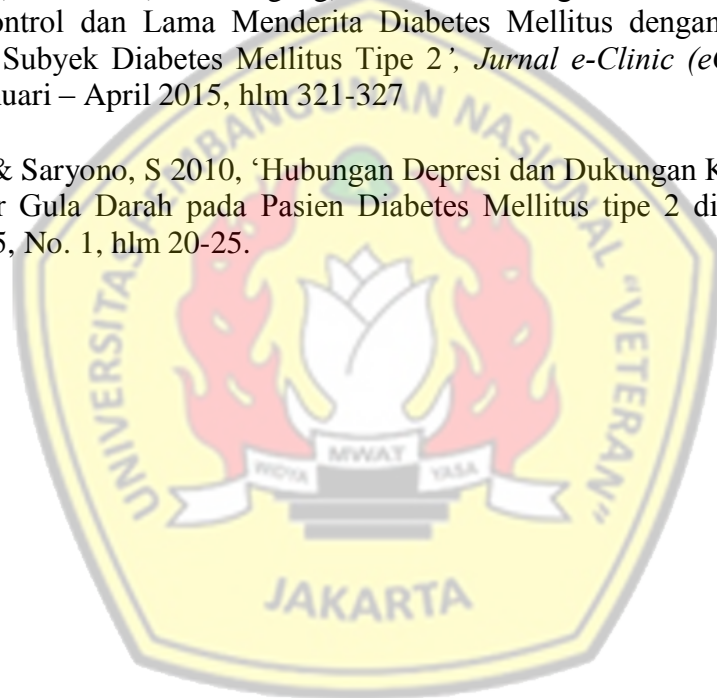 ontrol dan Lama Menderita Diabetes Mellitus dengan
Subyek Diabetes Mellitus Tipe 2’, Jurnal e-Clinic (e
uari – April 2015, hlm 321-327
& Saryono, S 2010, ‘Hubungan Depresi dan Dukungan K
r Gula Darah pada Pasien Diabetes Mellitus tipe 2 di
5, No. 1, hlm 20-25.
UNIVERSITAS PEMBANGUNAN NASIONAL “VETERAN”
WIDYA MWAT YASA
JAKARTA